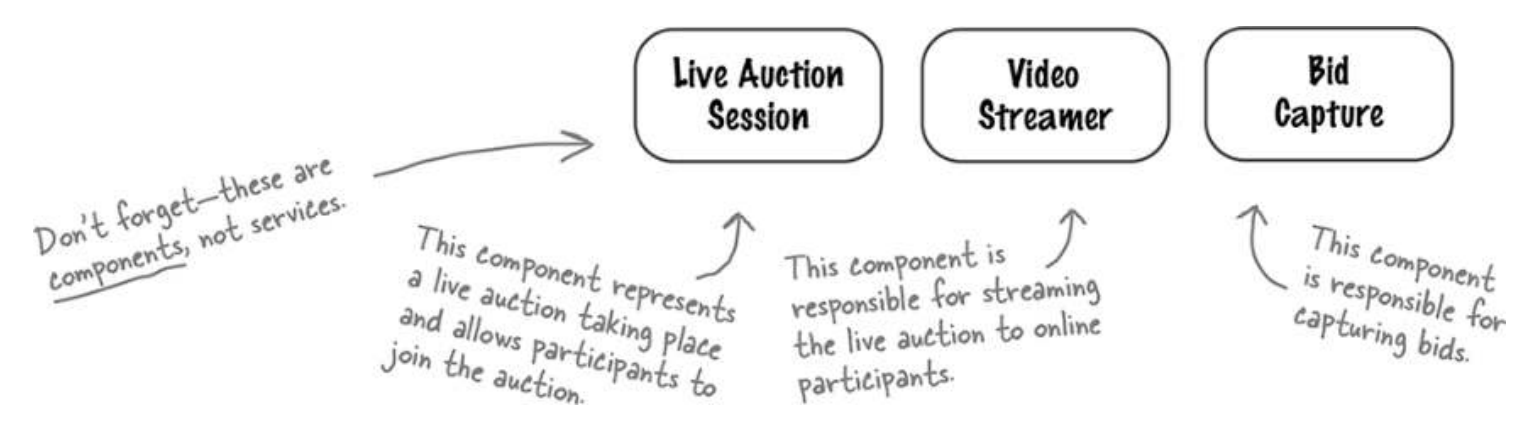 Live Auction
Session
Video
Streamer
Bid
Capture
Don't forget—these are
components, not services.
This component represents
a live auction taking place
and allows participants to
join the auction.
This component is
responsible for streaming
the live auction to online
participants.
This component
is responsible for
capturing bids.